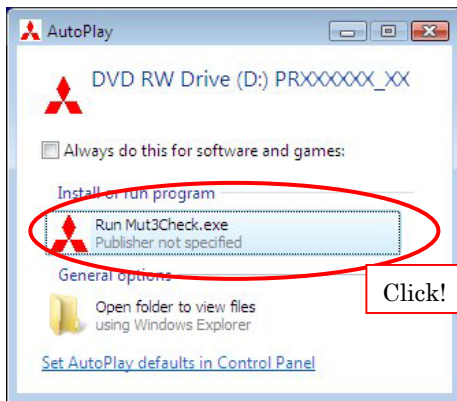 AutoPlay
DVD RW Drive (D:) PRXXXXXX_XX
Always do this for software and games:
Install or run program
Run Mut3Check.exe
Publisher not specified
General options
Click!
Open folder to view files
using Windows Explorer
Set AutoPlay defaults in Control Panel